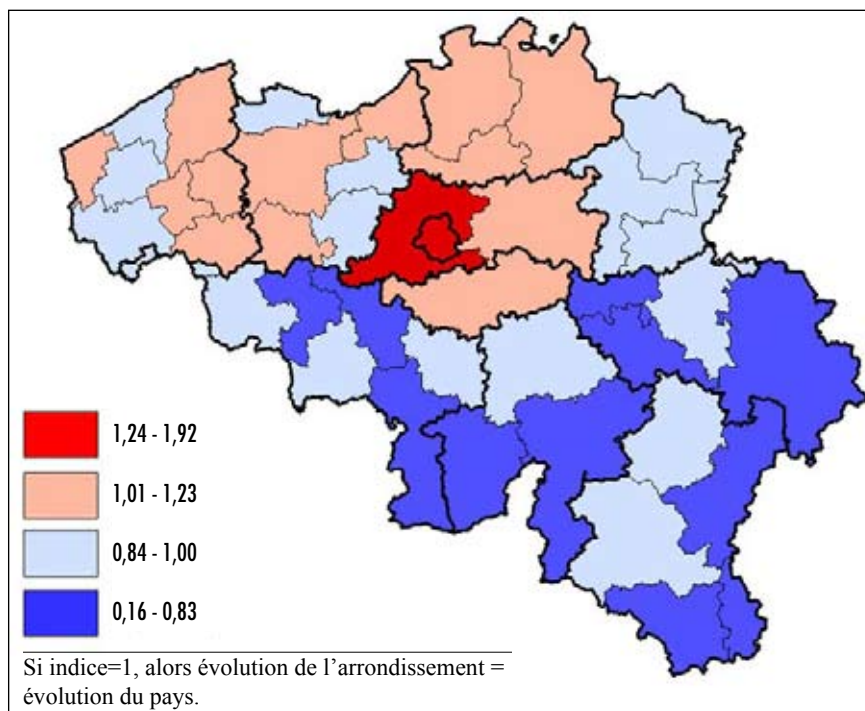 1,24 - 1,92
1,01 - 1,23
0,84 - 1,00
0,16 - 0,83
Si indice=1, alors évolution de l’arrondissement =
évolution du pays.